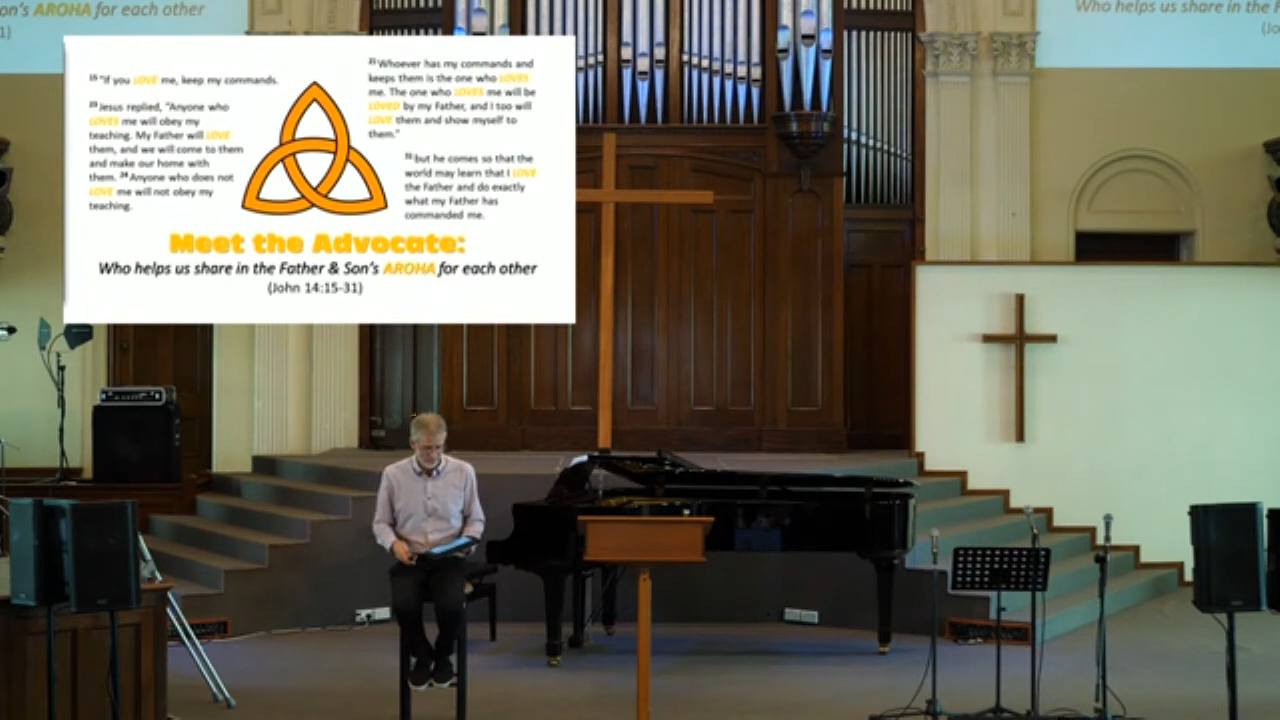 on's AROHA for each other
1)
Who helps us share in the F
(Jo
15 "If you LOVE me, keep my commands.
23 Jesus replied, "Anyone who
LOVES me will obey my
teaching. My Father will LOVE
them, and we will come to them
and make our home with
them. 24 Anyone who does not
LOVE me will not obey my
teaching.
21 Whoever has my commands and
keeps them is the one who LOVES
me. The one who LOVES me will be
LOVED by my Father, and I too will
LOVE them and show myself to
them."
31 but he comes so that the
world may learn that I LOVE
the Father and do exactly
what my Father has
commanded me.
Meet the Advocate:
Who helps us share in the Father & Son's AROHA for each other
(John 14:15-31)